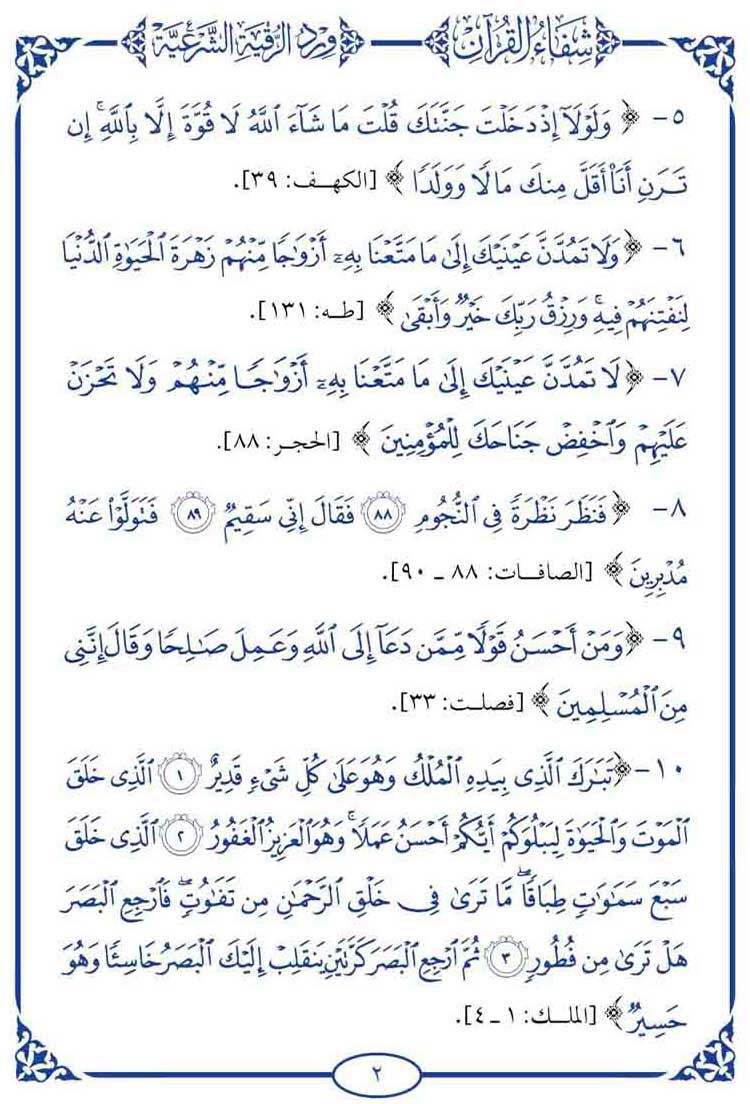 شِفَاءُ القُرْآنِ
وِرْدُ الرُّقْيَةِ الشَّرْعِيَّةِ
٥- ﴿ وَلَوْلَآ إِذْ دَخَلْتَ جَنَّتَكَ قُلْتَ مَا شَآءَ ٱللَّهُ لَا قُوَّةَ إِلَّا بِٱللَّهِۚ إِن
تَرَنِ أَنَا۠ أَقَلَّ مِنكَ مَالًا وَوَلَدًا ﴾ [الكهف: ٣٩].
٦- ﴿ وَلَا تَمُدَّنَّ عَيْنَيْكَ إِلَىٰ مَا مَتَّعْنَا بِهِۦٓ أَزْوَٰجًا مِّنْهُمْ زَهْرَةَ ٱلْحَيَوٰةِ ٱلدُّنْيَا
لِنَفْتِنَهُمْ فِيهِۚ وَرِزْقُ رَبِّكَ خَيْرٌ وَأَبْقَىٰ ﴾ [طه: ١٣١].
٧- ﴿ لَا تَمُدَّنَّ عَيْنَيْكَ إِلَىٰ مَا مَتَّعْنَا بِهِۦٓ أَزْوَٰجًا مِّنْهُمْ وَلَا تَحْزَنْ
عَلَيْهِمْ وَٱخْفِضْ جَنَاحَكَ لِلْمُؤْمِنِينَ ﴾ [الحجر: ٨٨].
٨- ﴿ فَنَظَرَ نَظْرَةً فِى ٱلنُّجُومِ ٨٨ فَقَالَ إِنِّى سَقِيمٌ ٨٩ فَتَوَلَّوْا۟ عَنْهُ
مُدْبِرِينَ ﴾ [الصافات: ٨٨ ـ ٩٠].
٩- ﴿ وَمَنْ أَحْسَنُ قَوْلًا مِّمَّن دَعَآ إِلَى ٱللَّهِ وَعَمِلَ صَٰلِحًا وَقَالَ إِنَّنِى
مِنَ ٱلْمُسْلِمِينَ ﴾ [فصلت: ٣٣].
١٠- ﴿ تَبَٰرَكَ ٱلَّذِى بِيَدِهِ ٱلْمُلْكُ وَهُوَ عَلَىٰ كُلِّ شَىْءٍ قَدِيرٌ ١ ٱلَّذِى خَلَقَ
ٱلْمَوْتَ وَٱلْحَيَوٰةَ لِيَبْلُوَكُمْ أَيُّكُمْ أَحْسَنُ عَمَلًاۚ وَهُوَ ٱلْعَزِيزُ ٱلْغَفُورُ ٢ ٱلَّذِى خَلَقَ
سَبْعَ سَمَٰوَٰتٍ طِبَاقًاۖ مَّا تَرَىٰ فِى خَلْقِ ٱلرَّحْمَٰنِ مِن تَفَٰوُتٍۖ فَٱرْجِعِ ٱلْبَصَرَ
هَلْ تَرَىٰ مِن فُطُورٍ ٣ ثُمَّ ٱرْجِعِ ٱلْبَصَرَ كَرَّتَيْنِ يَنقَلِبْ إِلَيْكَ ٱلْبَصَرُ خَاسِئًا وَهُوَ
حَسِيرٌ ﴾ [الملك: ١ ـ ٤].
٢